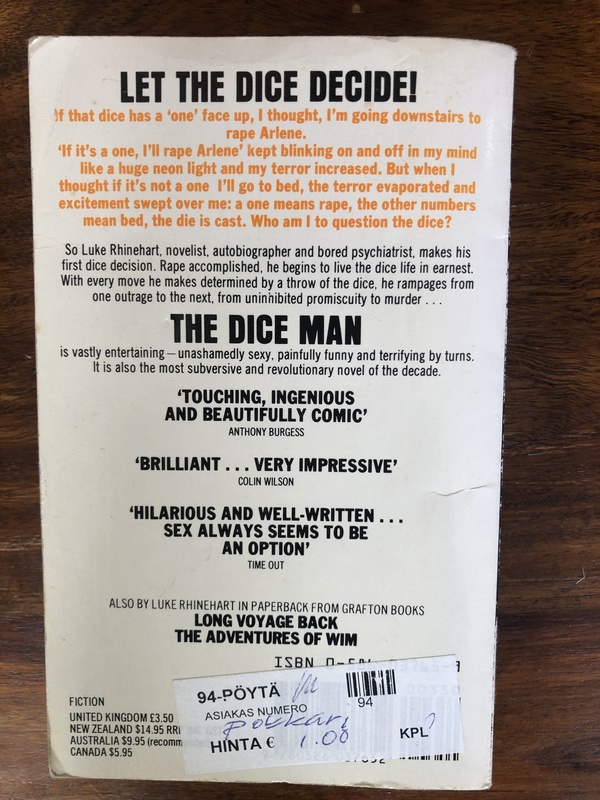 LET THE DICE DECIDE!
If that dice has a ‘one’ face up, I thought, I’m going downstairs to
rape Arlene.
‘If it’s a one, I’ll rape Arlene’ kept blinking on and off in my mind
like a huge neon light and my terror increased. But when I
thought if it’s not a one I’ll go to bed, the terror evaporated and
excitement swept over me: a one means rape, the other numbers
mean bed, the die is cast. Who am I to question the dice?
So Luke Rhinehart, novelist, autobiographer and bored psychiatrist, makes his
first dice decision. Rape accomplished, he begins to live the dice life in earnest.
With every move he makes determined by a throw of the dice, he rampages from
one outrage to the next, from uninhibited promiscuity to murder . . .
THE DICE MAN
is vastly entertaining—unashamedly sexy, painfully funny and terrifying by turns.
It is also the most subversive and revolutionary novel of the decade.
‘TOUCHING, INGENIOUS
AND BEAUTIFULLY COMIC’
ANTHONY BURGESS
‘BRILLIANT . . . VERY IMPRESSIVE’
COLIN WILSON
‘HILARIOUS AND WELL-WRITTEN . . .
SEX ALWAYS SEEMS TO BE
AN OPTION’
TIME OUT
ALSO BY LUKE RHINEHART IN PAPERBACK FROM GRAFTON BOOKS
LONG VOYAGE BACK
THE ADVENTURES OF WIM
ISBN 0-
FICTION
UNITED KINGDOM £3.50
NEW ZEALAND $14.95
AUSTRALIA $9.95 (recomm
CANADA $5.95
94-PÖYTÄ
94
ASIAKAS NUMERO
pokkari
HINTA € 1.00
KPL